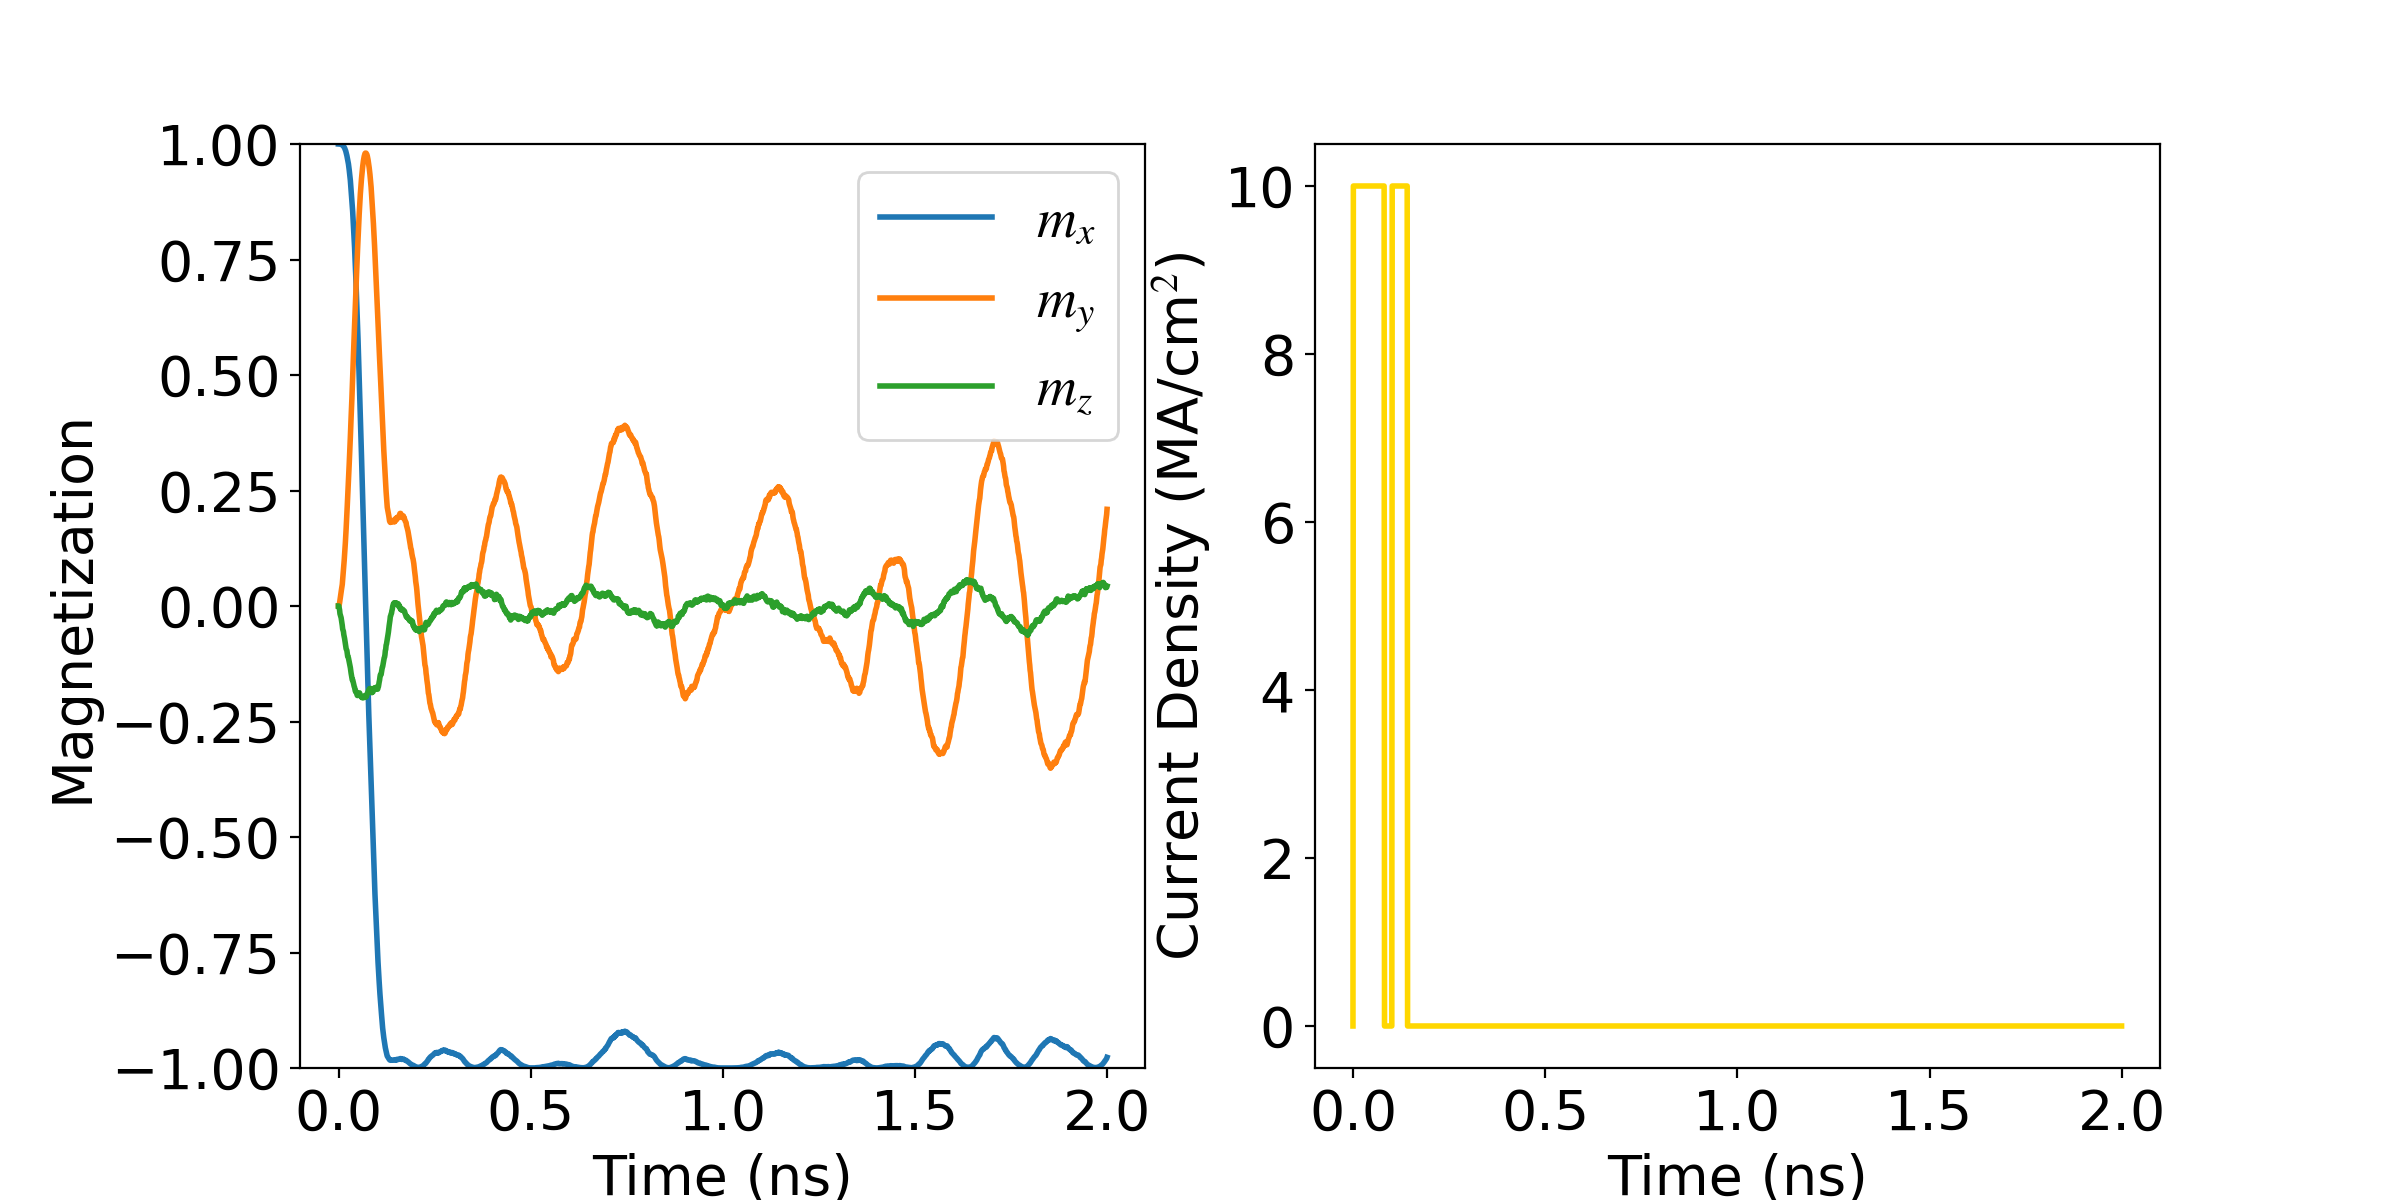 Magnetization
1.00
0.75
0.50
0.25
0.00
−0.25
−0.50
−0.75
−1.00
0.0 0.5 1.0 1.5 2.0
Time (ns)
m_x
m_y
m_z
Current Density (MA/cm²)
10
8
6
4
2
0
0.0 0.5 1.0 1.5 2.0
Time (ns)